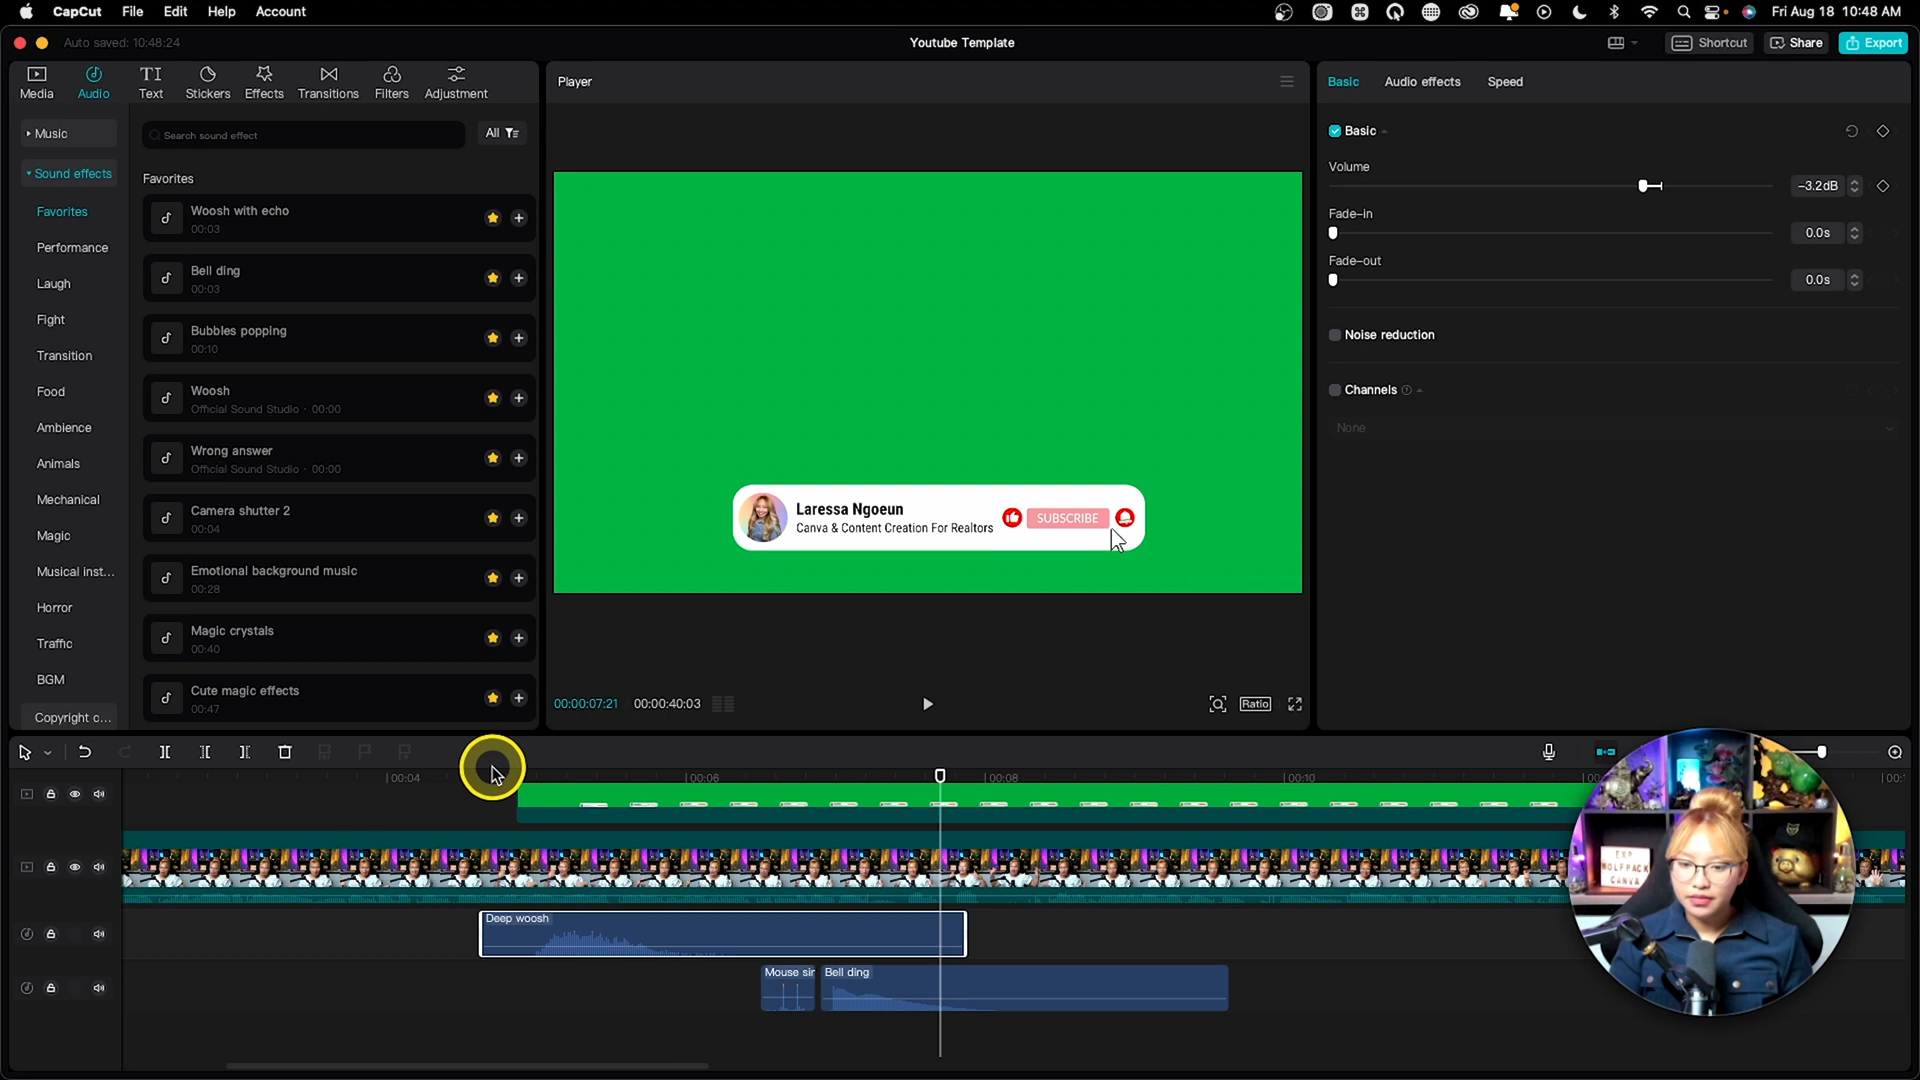 CapCut File Edit Help Account
Fri Aug 18 10:48 AM
Auto saved: 10:48:24
Youtube Template
Shortcut
Share
Export
Media
Audio
Text
Stickers
Effects
Transitions
Filters
Adjustment
Music
Sound effects
Favorites
Performance
Laugh
Fight
Transition
Food
Ambience
Animals
Mechanical
Magic
Musical inst...
Horror
Traffic
BGM
Copyright c...
Search sound effect
All
Favorites
Woosh with echo
00:03
Bell ding
00:03
Bubbles popping
00:10
Woosh
Official Sound Studio · 00:00
Wrong answer
Official Sound Studio · 00:00
Camera shutter 2
00:04
Emotional background music
00:28
Magic crystals
00:40
Cute magic effects
00:47
Player
Laressa Ngoeun
Canva & Content Creation For Realtors
SUBSCRIBE
00:00:07:21
00:00:40:03
Ratio
Basic
Audio effects
Speed
Basic
Volume
-3.2dB
Fade-in
0.0s
Fade-out
0.0s
Noise reduction
Channels
None
00:04
00:06
00:08
00:10
Deep woosh
Mouse sin
Bell ding
EXP
WOLFPACK
CANVA